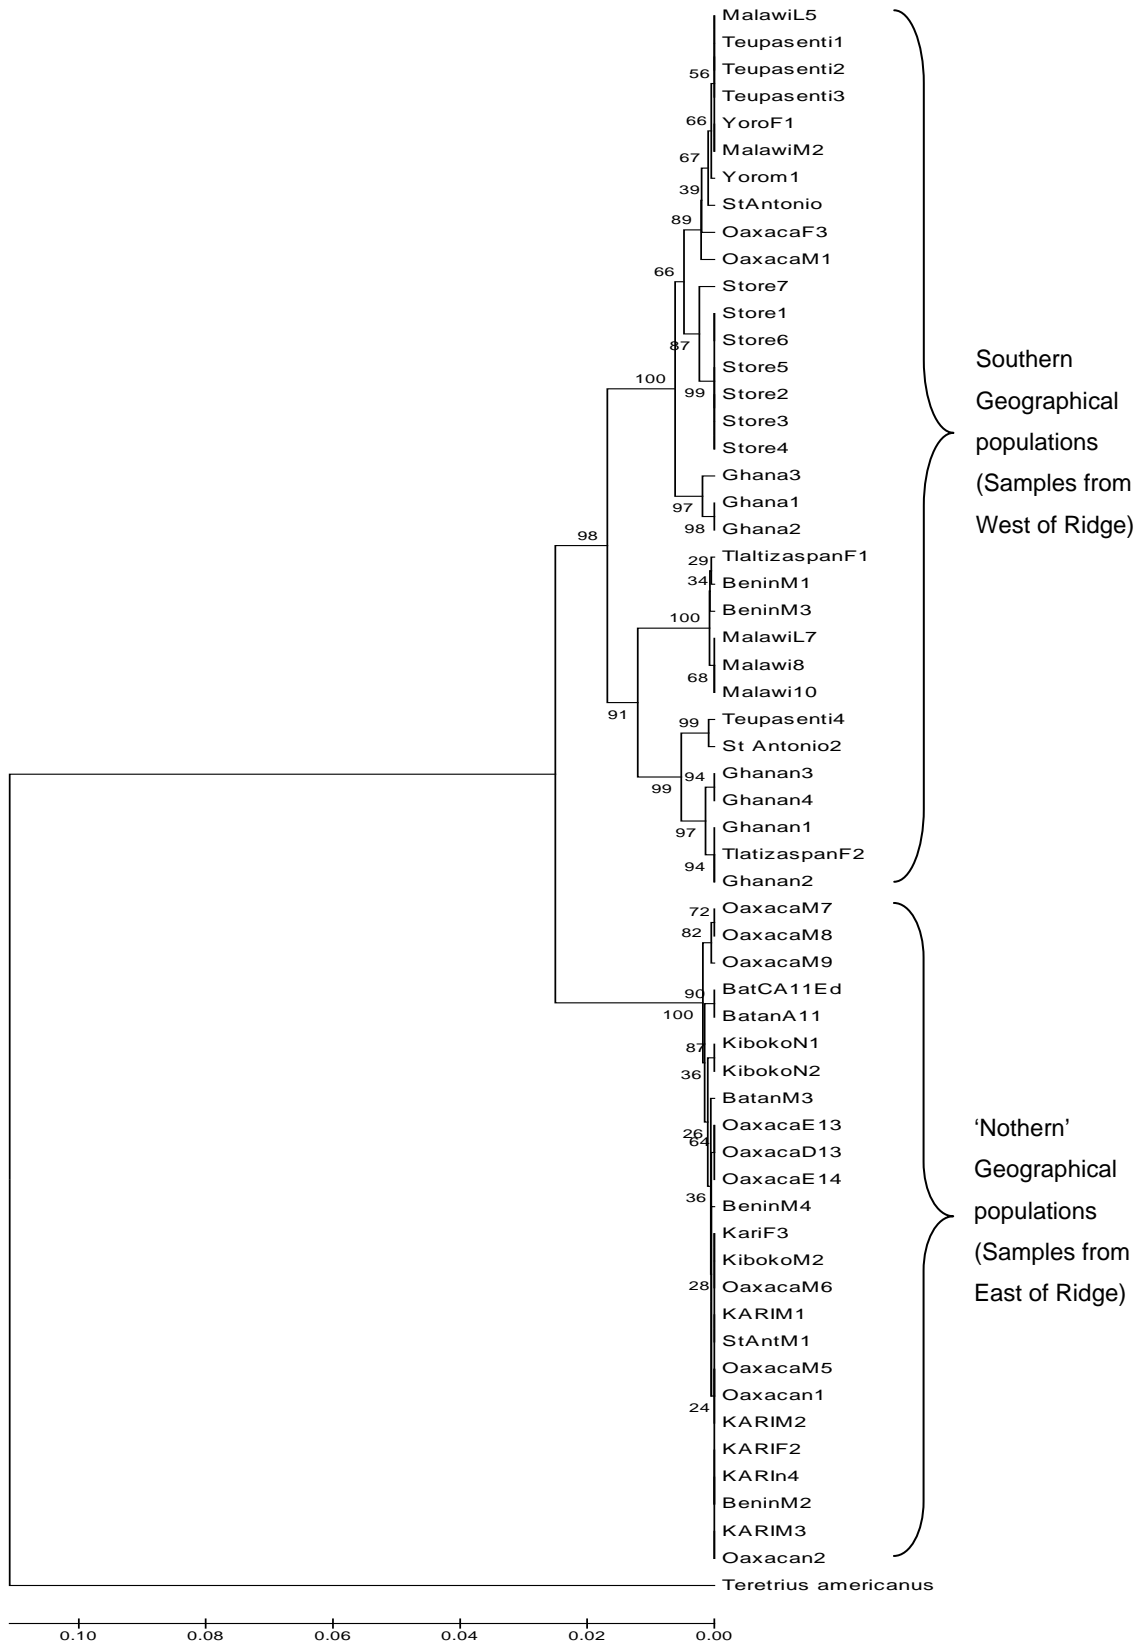 MalawiL5
Teupasenti1
Teupasenti2
56
Teupasenti3
66
YoroF1
MalawiM2
67
Yorom1
39
StAntonio
89
OaxacaF3
OaxacaM1
66
Store7
Store1
Store6
87
Store5
100
99
Store2
Store3
Store4
Ghana3
Ghana1
97
98
Ghana2
98
TlaltizaspanF1
29
BeninM1
34
BeninM3
100
MalawiL7
Malawi8
68
Malawi10
91
Teupasenti4
99
St Antonio2
Ghanan3
94
99
Ghanan4
Ghanan1
97
TlatizaspanF2
94
Ghanan2
Southern
Geographical
populations
(Samples from
West of Ridge)
OaxacaM7
72
OaxacaM8
82
OaxacaM9
BatCA11Ed
90
BatanA11
100
KibokoN1
87
KibokoN2
36
BatanM3
OaxacaE13
26
64
OaxacaD13
OaxacaE14
36
BeninM4
KariF3
KibokoM2
28
OaxacaM6
KARIM1
StAntM1
OaxacaM5
Oaxacan1
24
KARIM2
KARIF2
KARIn4
BeninM2
KARIM3
Oaxacan2
‘Nothern’
Geographical
populations
(Samples from
East of Ridge)
Teretrius americanus
0.10 0.08 0.06 0.04 0.02 0.00